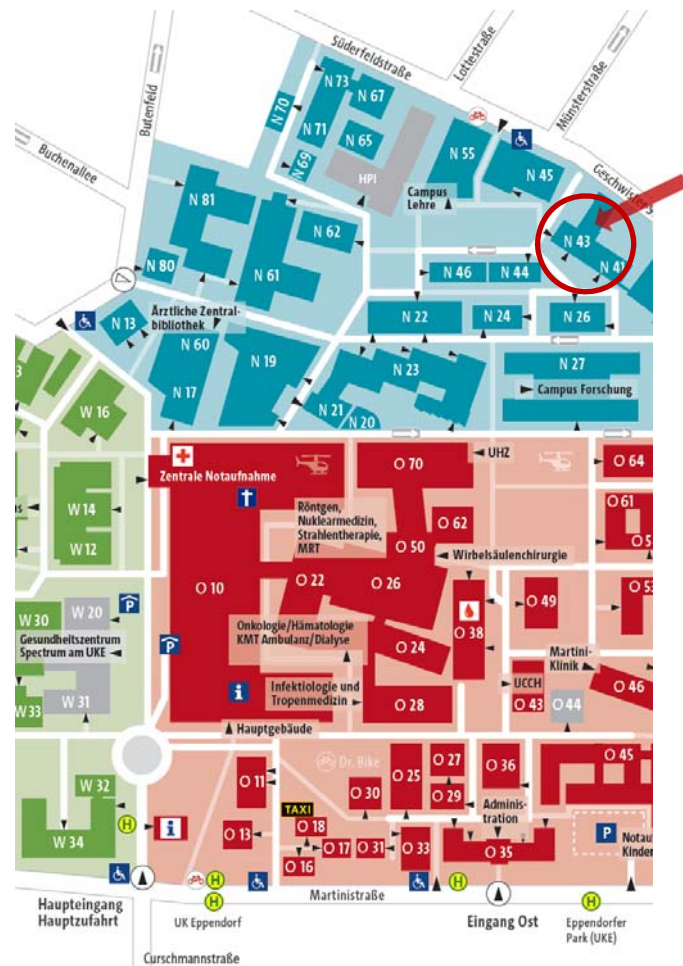 Süderfeldstraße
Lottestraße
Münsterstraße
Butenfeld
Buchenallee
N 73
N 67
N 70
N 71
N 65
N 69
HPI
N 55
N 45
Geschwister-S
Campus
Lehre
N 81
N 62
N 43
N 80
N 61
N 46
N 44
N 41
N 13
Ärztliche Zentral-
bibliothek
N 60
N 22
N 24
N 26
N 17
N 19
N 23
N 27
Campus Forschung
N 21
N 20
3
W 16
Zentrale Notaufnahme
O 70
UHZ
O 64
us
W 14
W 12
Röntgen,
Nuklearmedizin,
Strahlentherapie,
MRT
O 62
O 61
O 5
O 50
Wirbelsäulenchirurgie
O 10
O 22
O 26
O 49
O 53
W 30
W 20
P
Gesundheitszentrum
Spectrum am UKE
P
Onkologie/Hämatologie
KMT Ambulanz/Dialyse
O 24
O 38
Martini-
Klinik
W 31
W 33
i
Infektiologie und
Tropenmedizin
O 28
UCCH
O 43
O 44
O 46
Hauptgebäude
O 11
Dr. Bike
O 30
O 25
O 27
O 29
O 36
O 45
W 32
W 34
H
i
O 13
TAXI
O 18
O 17
O 16
O 31
O 33
Admini-
stration
O 35
P
Notau
Kinder
H
H
H
H
Haupteingang
Hauptzufahrt
UK Eppendorf
Martinistraße
Eingang Ost
Eppendorfer
Park (UKE)
Curschmannstraße